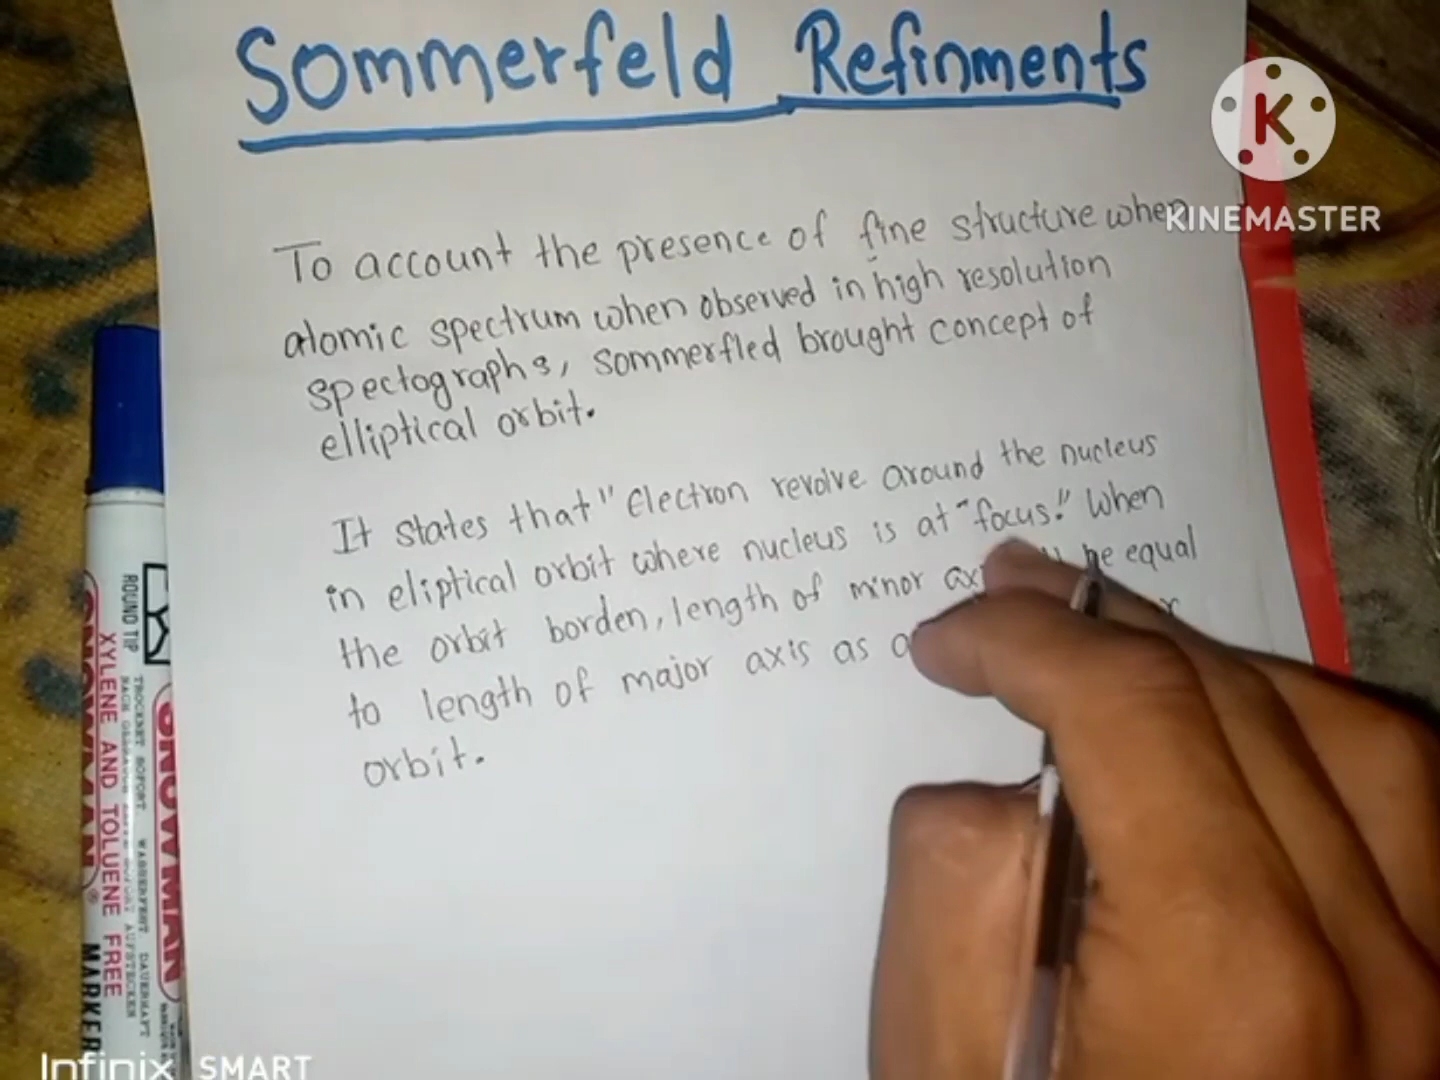 Sommerfeld Refinments
K
KINEMASTER
To account the presence of fine structure when
atomic spectrum when observed in high resolution
spectographs, sommerfled brought concept of
elliptical orbit.
It states that "Electron revolve around the nucleus
in eliptical orbit where nucleus is at "focus." When
the orbit borden, length of minor be equal
to length of major axis as
orbit.
ROUND TIP
XYLENE AND TOLUENE FREE
SNOWMAN
MARKER
SNOWMAN
Infinix SMART